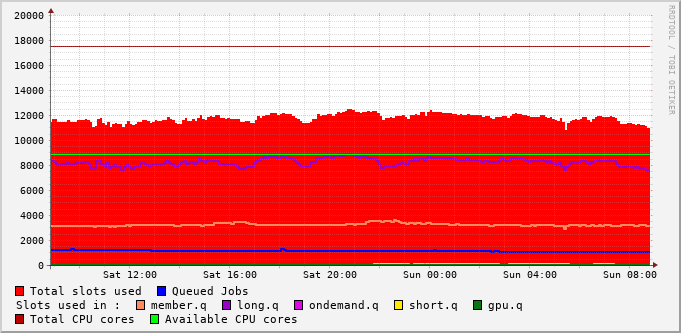 RRDTOOL / TOBI OETIKER
20000
18000
16000
14000
12000
10000
8000
6000
4000
2000
0
Sat 12:00 Sat 16:00 Sat 20:00 Sun 00:00 Sun 04:00 Sun 08:00
Total slots used Queued Jobs
Slots used in : member.q long.q ondemand.q short.q gpu.q
Total CPU cores Available CPU cores